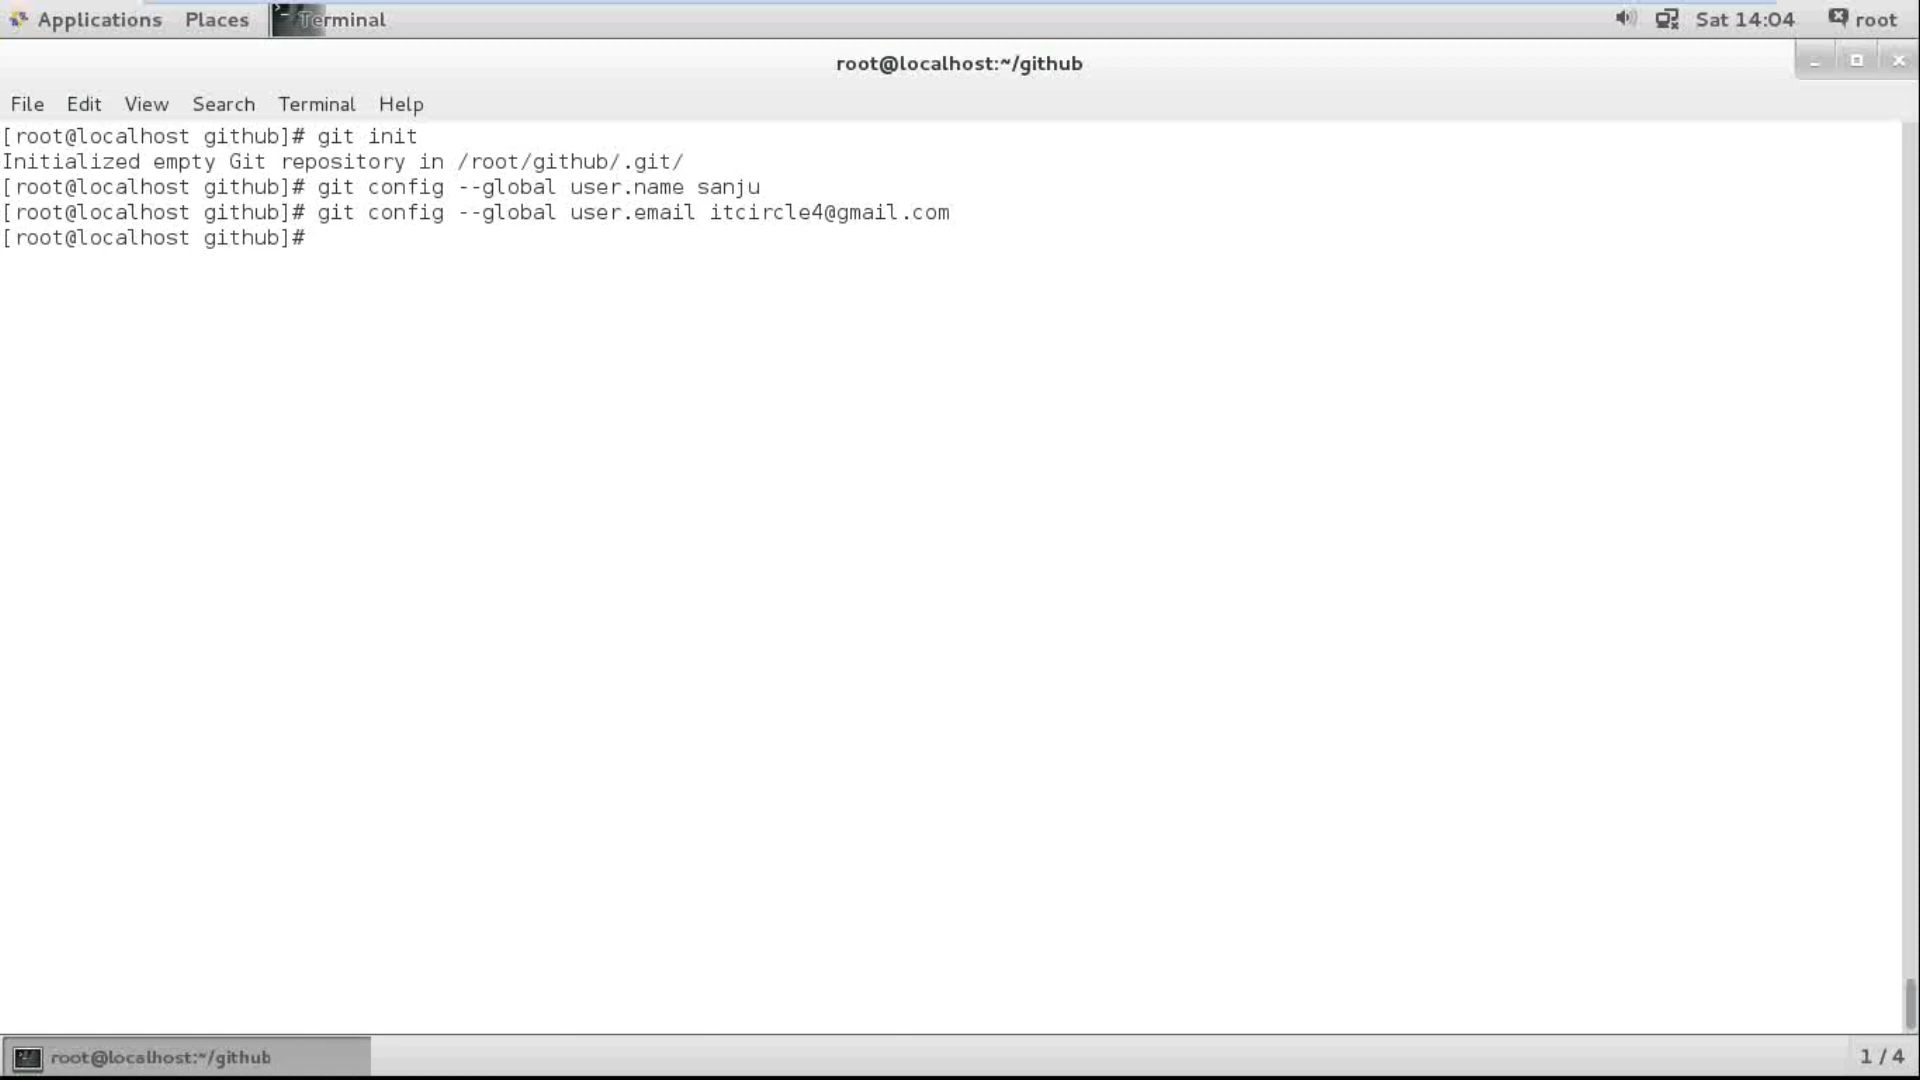 Applications Places Terminal Sat 14:04 root
root@localhost:~/github
File Edit View Search Terminal Help
[root@localhost github]# git init
Initialized empty Git repository in /root/github/.git/
[root@localhost github]# git config --global user.name sanju
[root@localhost github]# git config --global user.email itcircle4@gmail.com
[root@localhost github]#
root@localhost:~/github 1 / 4